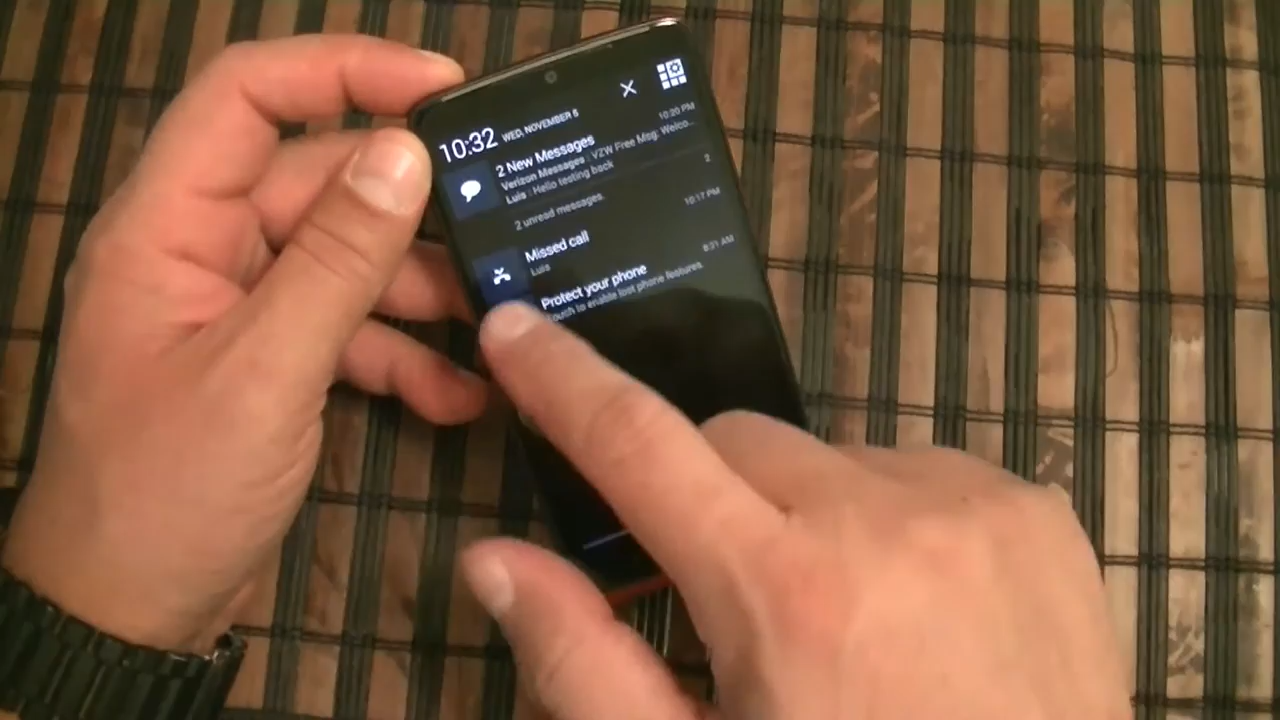 10:32 WED, NOVEMBER 5
2 New Messages 10:20 PM
Verizon Messages : VZW Free Msg: Welco...
Luis : Hello testing back
2 unread messages. 2
Missed call 10:17 PM
Luis
Protect your phone 8:31 AM
Touch to enable lost phone features.